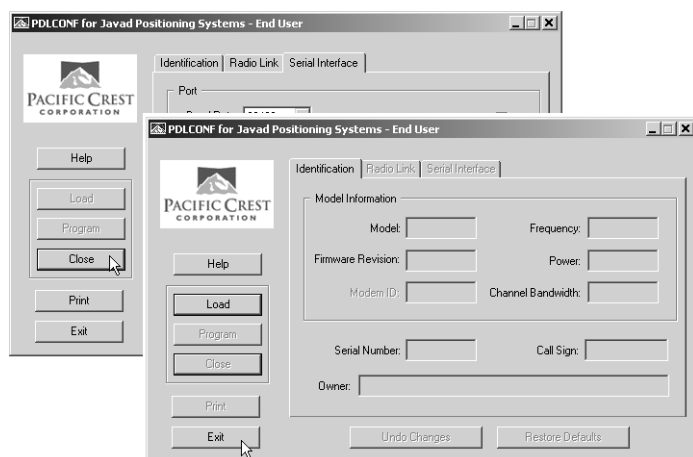 PDLCONF for Javad Positioning Systems - End User
Identification
Radio Link
Serial Interface
Port
PACIFIC CREST
CORPORATION
Help
Load
Program
Close
Print
Exit
PDLCONF for Javad Positioning Systems - End User
Identification
Radio Link
Serial Interface
PACIFIC CREST
CORPORATION
Model Information
Model:
Frequency:
Firmware Revision:
Power:
Modem ID:
Channel Bandwidth:
Help
Load
Program
Close
Serial Number:
Call Sign:
Owner:
Print
Exit
Undo Changes
Restore Defaults